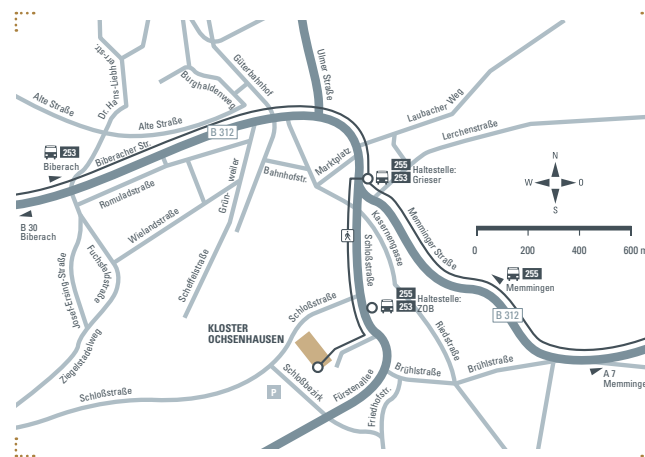 Ulmer Straße
Dr. Hans-Liebherr-Str.
Güterbahnhof
Burghaldenweg
Alte Straße
Alte Straße
Laubacher Weg
Lerchenstraße
B 312
253
Biberach
Biberacher Str.
Marktplatz
255
253
Haltestelle:
Grieser
Bahnhofstr.
Grün-
weiler
Romuladstraße
Wielandstraße
N
W
O
S
B 30
Biberach
Kasernengasse
Memminger Straße
Schloßstraße
0
200
400
600 m
Fuchsfeldstraße
Josef-Gsing-Straße
Scheffelstraße
255
Memmingen
255
253
Haltestelle:
ZOB
Schloßstraße
B 312
KLOSTER
OCHSENHAUSEN
Riedstraße
Ziegelstadelweg
Brühlstraße
Brühlstraße
A 7
Memminge
Schloßstraße
P
Schloßbezirk
Fürstenallee
Friedhofstr.